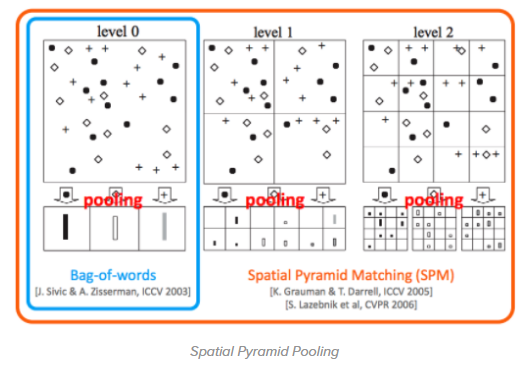 level 0
level 1
level 2
pooling
pooling
pooling
Bag-of-words
[J. Sivic & A. Zisserman, ICCV 2003]
Spatial Pyramid Matching (SPM)
[K. Grauman & T. Darrell, ICCV 2005]
[S. Lazebnik et al, CVPR 2006]
Spatial Pyramid Pooling